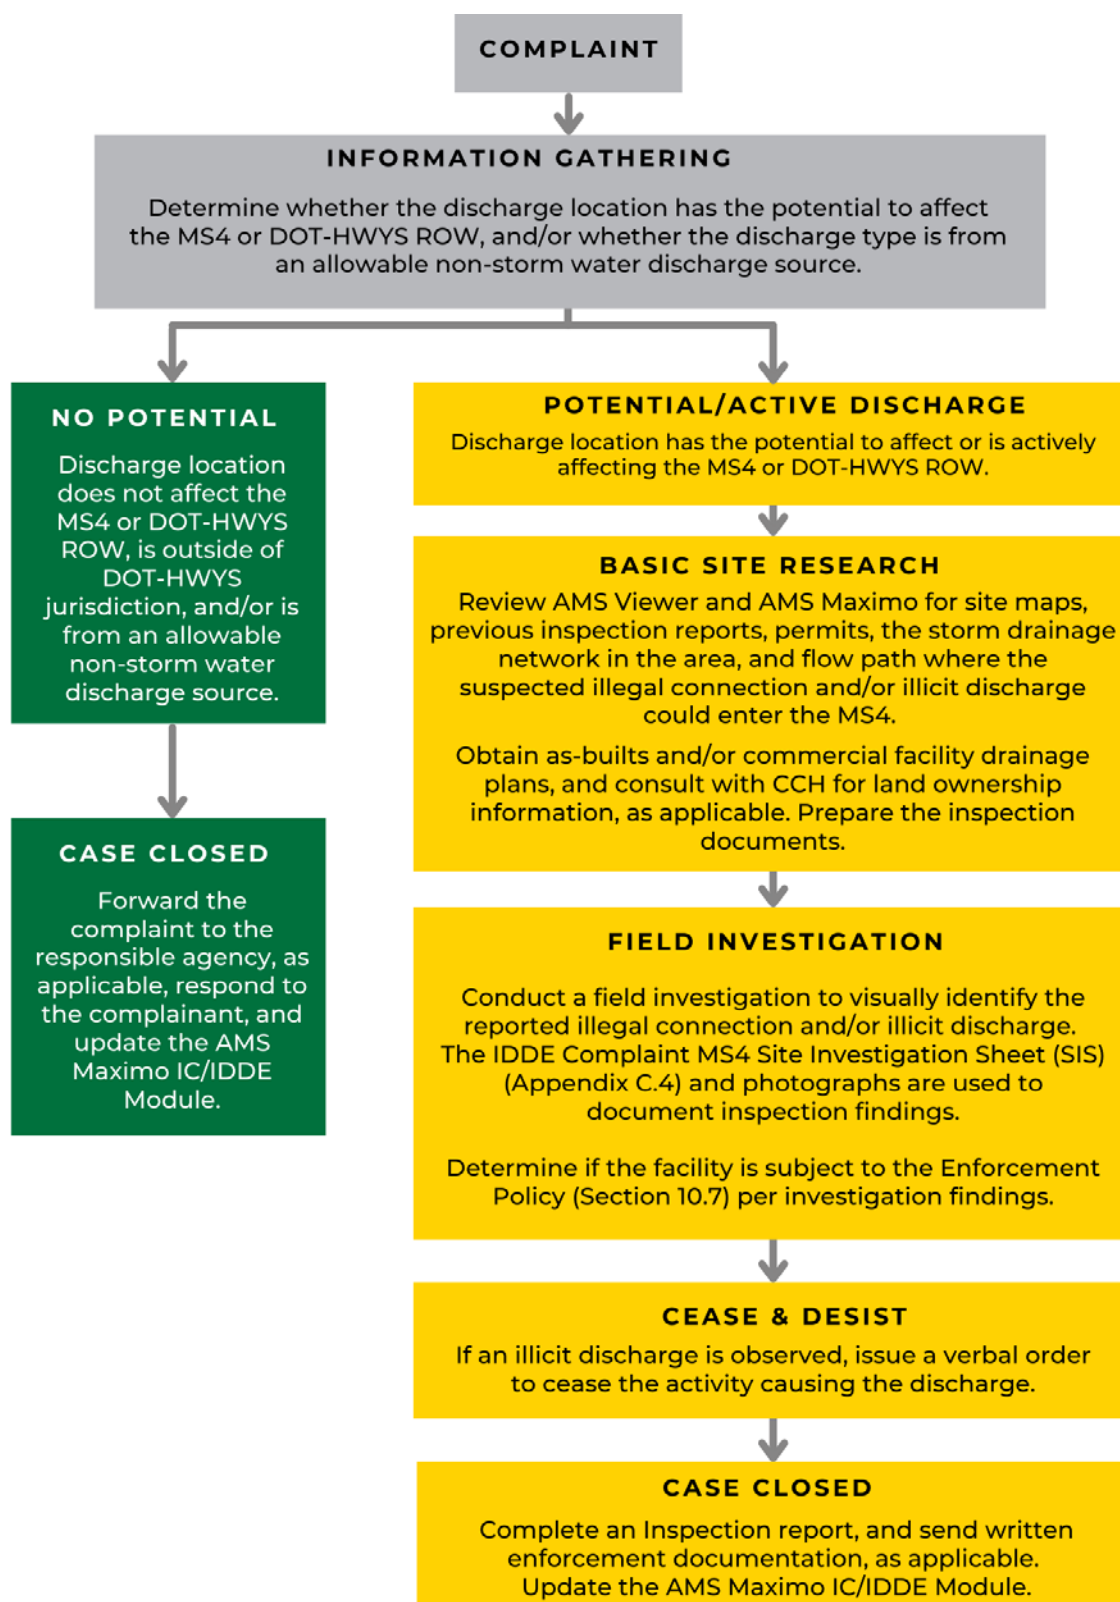 COMPLAINT
INFORMATION GATHERING
Determine whether the discharge location has the potential to affect
the MS4 or DOT-HWYS ROW, and/or whether the discharge type is from
an allowable non-storm water discharge source.
NO POTENTIAL
Discharge location
does not affect the
MS4 or DOT-HWYS
ROW, is outside of
DOT-HWYS
jurisdiction, and/or is
from an allowable
non-storm water
discharge source.
CASE CLOSED
Forward the
complaint to the
responsible agency, as
applicable, respond to
the complainant, and
update the AMS
Maximo IC/IDDE
Module.
POTENTIAL/ACTIVE DISCHARGE
Discharge location has the potential to affect or is actively
affecting the MS4 or DOT-HWYS ROW.
BASIC SITE RESEARCH
Review AMS Viewer and AMS Maximo for site maps,
previous inspection reports, permits, the storm drainage
network in the area, and flow path where the
suspected illegal connection and/or illicit discharge
could enter the MS4.
Obtain as-builts and/or commercial facility drainage
plans, and consult with CCH for land ownership
information, as applicable. Prepare the inspection
documents.
FIELD INVESTIGATION
Conduct a field investigation to visually identify the
reported illegal connection and/or illicit discharge.
The IDDE Complaint MS4 Site Investigation Sheet (SIS)
(Appendix C.4) and photographs are used to
document inspection findings.
Determine if the facility is subject to the Enforcement
Policy (Section 10.7) per investigation findings.
CEASE & DESIST
If an illicit discharge is observed, issue a verbal order
to cease the activity causing the discharge.
CASE CLOSED
Complete an Inspection report, and send written
enforcement documentation, as applicable.
Update the AMS Maximo IC/IDDE Module.